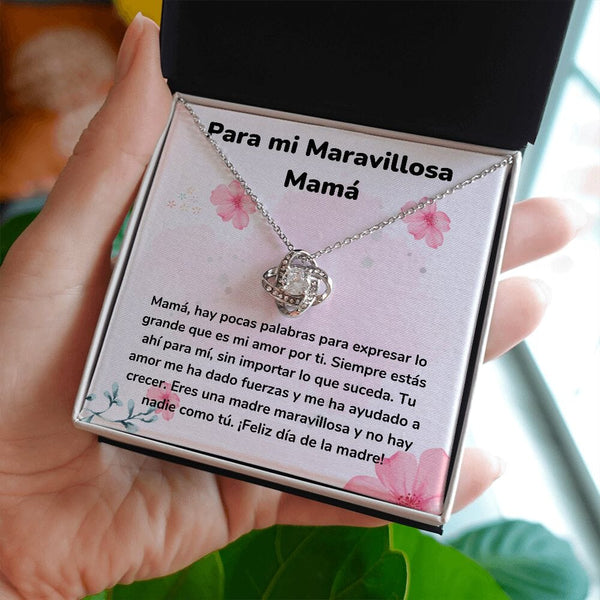 Para mi Maravillosa
Mamá
Mamá, hay pocas palabras para expresar lo
grande que es mi amor por ti. Siempre estás
ahí para mí, sin importar lo que suceda. Tu
amor me ha dado fuerzas y me ha ayudado a
crecer. Eres una madre maravillosa y no hay
nadie como tú. ¡Feliz día de la madre!